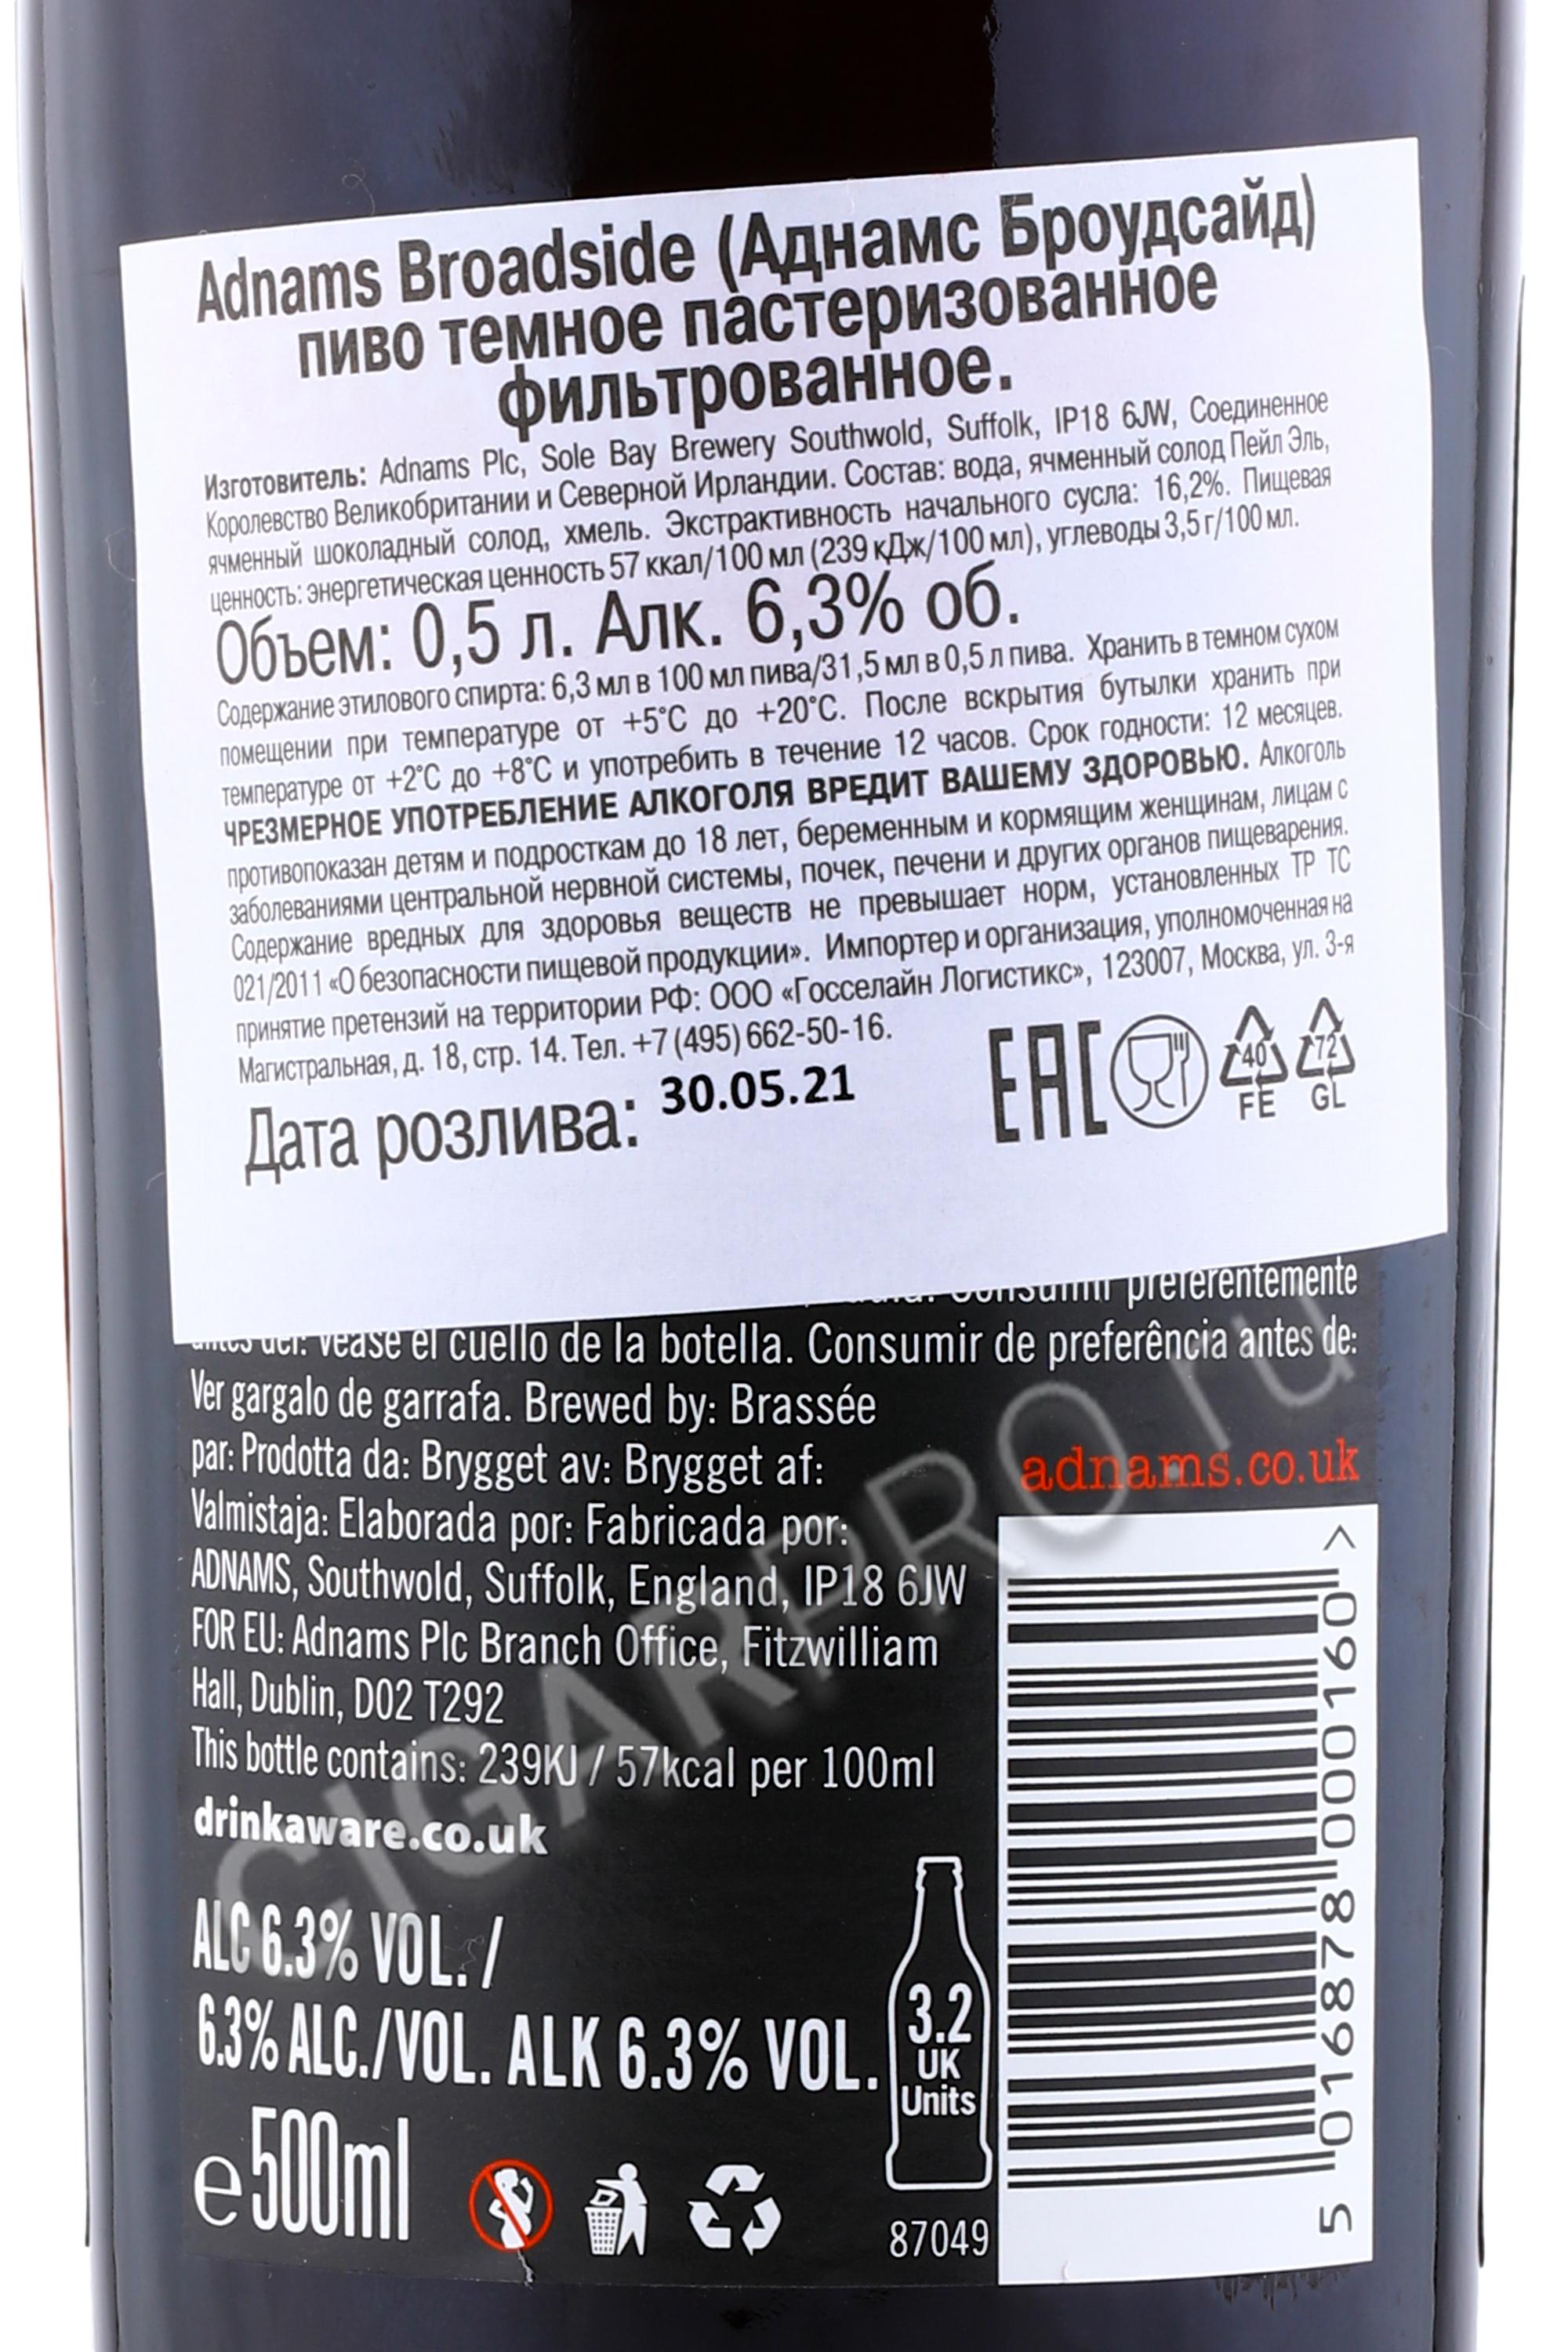 Adnams Broadside (Аднамс Броудсайд)
пиво темное пастеризованное
фильтрованное.
Изготовитель: Adnams Plc, Sole Bay Brewery Southwold, Suffolk, IP18 6JW, Соединенное
Королевство Великобритании и Северной Ирландии. Состав: вода, ячменный солод Пейл Эль,
ячменный шоколадный солод, хмель. Экстрактивность начального сусла: 16,2%. Пищевая
ценность: энергетическая ценность 57 ккал/100 мл (239 кДж/100 мл), углеводы 3,5 г/100 мл.
Объем: 0,5 л. Алк. 6,3% об.
Содержание этилового спирта: 6,3 мл в 100 мл пива/31,5 мл в 0,5 л пива. Хранить в темном сухом
помещении при температуре от +5°C до +20°C. После вскрытия бутылки хранить при
температуре от +2°C до +8°C и употребить в течение 12 часов. Срок годности: 12 месяцев.
ЧРЕЗМЕРНОЕ УПОТРЕБЛЕНИЕ АЛКОГОЛЯ ВРЕДИТ ВАШЕМУ ЗДОРОВЬЮ. Алкоголь
противопоказан детям и подросткам до 18 лет, беременным и кормящим женщинам, лицам с
заболеваниями центральной нервной системы, почек, печени и других органов пищеварения.
Содержание вредных для здоровья веществ не превышает норм, установленных ТР ТС
021/2011 «О безопасности пищевой продукции». Импортер и организация, уполномоченная на
принятие претензий на территории РФ: ООО «Госселайн Логистикс», 123007, Москва, ул. 3-я
Магистральная, д. 18, стр. 14. Тел. +7 (495) 662-50-16.
Дата розлива: 30.05.21
EAC
40 FE
72 GL
Consumir preferentemente
antes del: véase el cuello de la botella. Consumir de preferência antes de:
Ver gargalo de garrafa. Brewed by: Brassée
par: Prodotta da: Brygget av: Brygget af:
Valmistaja: Elaborada por: Fabricada por:
ADNAMS, Southwold, Suffolk, England, IP18 6JW
FOR EU: Adnams Plc Branch Office, Fitzwilliam
Hall, Dublin, D02 T292
This bottle contains: 239KJ / 57kcal per 100ml
drinkaware.co.uk
adnams.co.uk
ALC 6.3% VOL. /
6.3% ALC./VOL. ALK 6.3% VOL.
3.2
UK
Units
e500ml
87049
5 016878 000160 >
CIGARPRO.ru